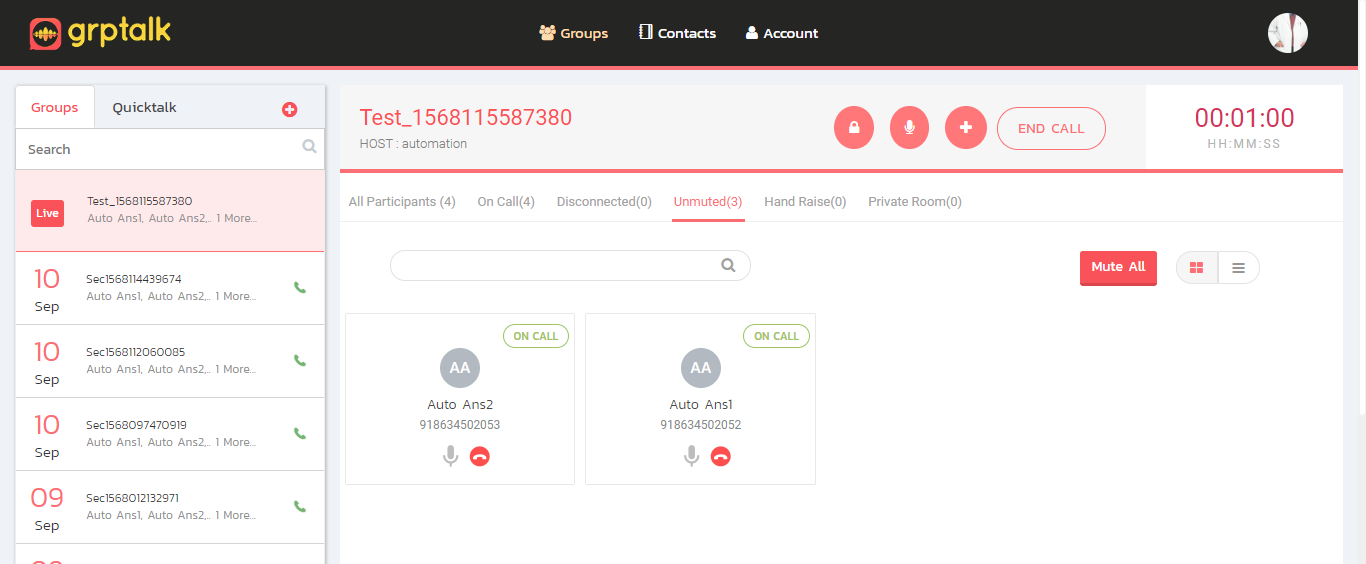 grptalk
Groups
Contacts
Account
Groups
Quicktalk
Search
Live
Test_1568115587380
Auto Ans1, Auto Ans2,.. 1 More...
10
Sep
Sec1568114439674
Auto Ans1, Auto Ans2,.. 1 More...
10
Sep
Sec1568112060085
Auto Ans1, Auto Ans2,.. 1 More...
10
Sep
Sec1568097470919
Auto Ans1, Auto Ans2,.. 1 More...
09
Sep
Sec1568012132971
Auto Ans1, Auto Ans2,.. 1 More...
Test_1568115587380
HOST : automation
END CALL
00:01:00
HH:MM:SS
All Participants (4)
On Call(4)
Disconnected(0)
Unmuted(3)
Hand Raise(0)
Private Room(0)
Mute All
ON CALL
AA
Auto Ans2
918634502053
ON CALL
AA
Auto Ans1
918634502052